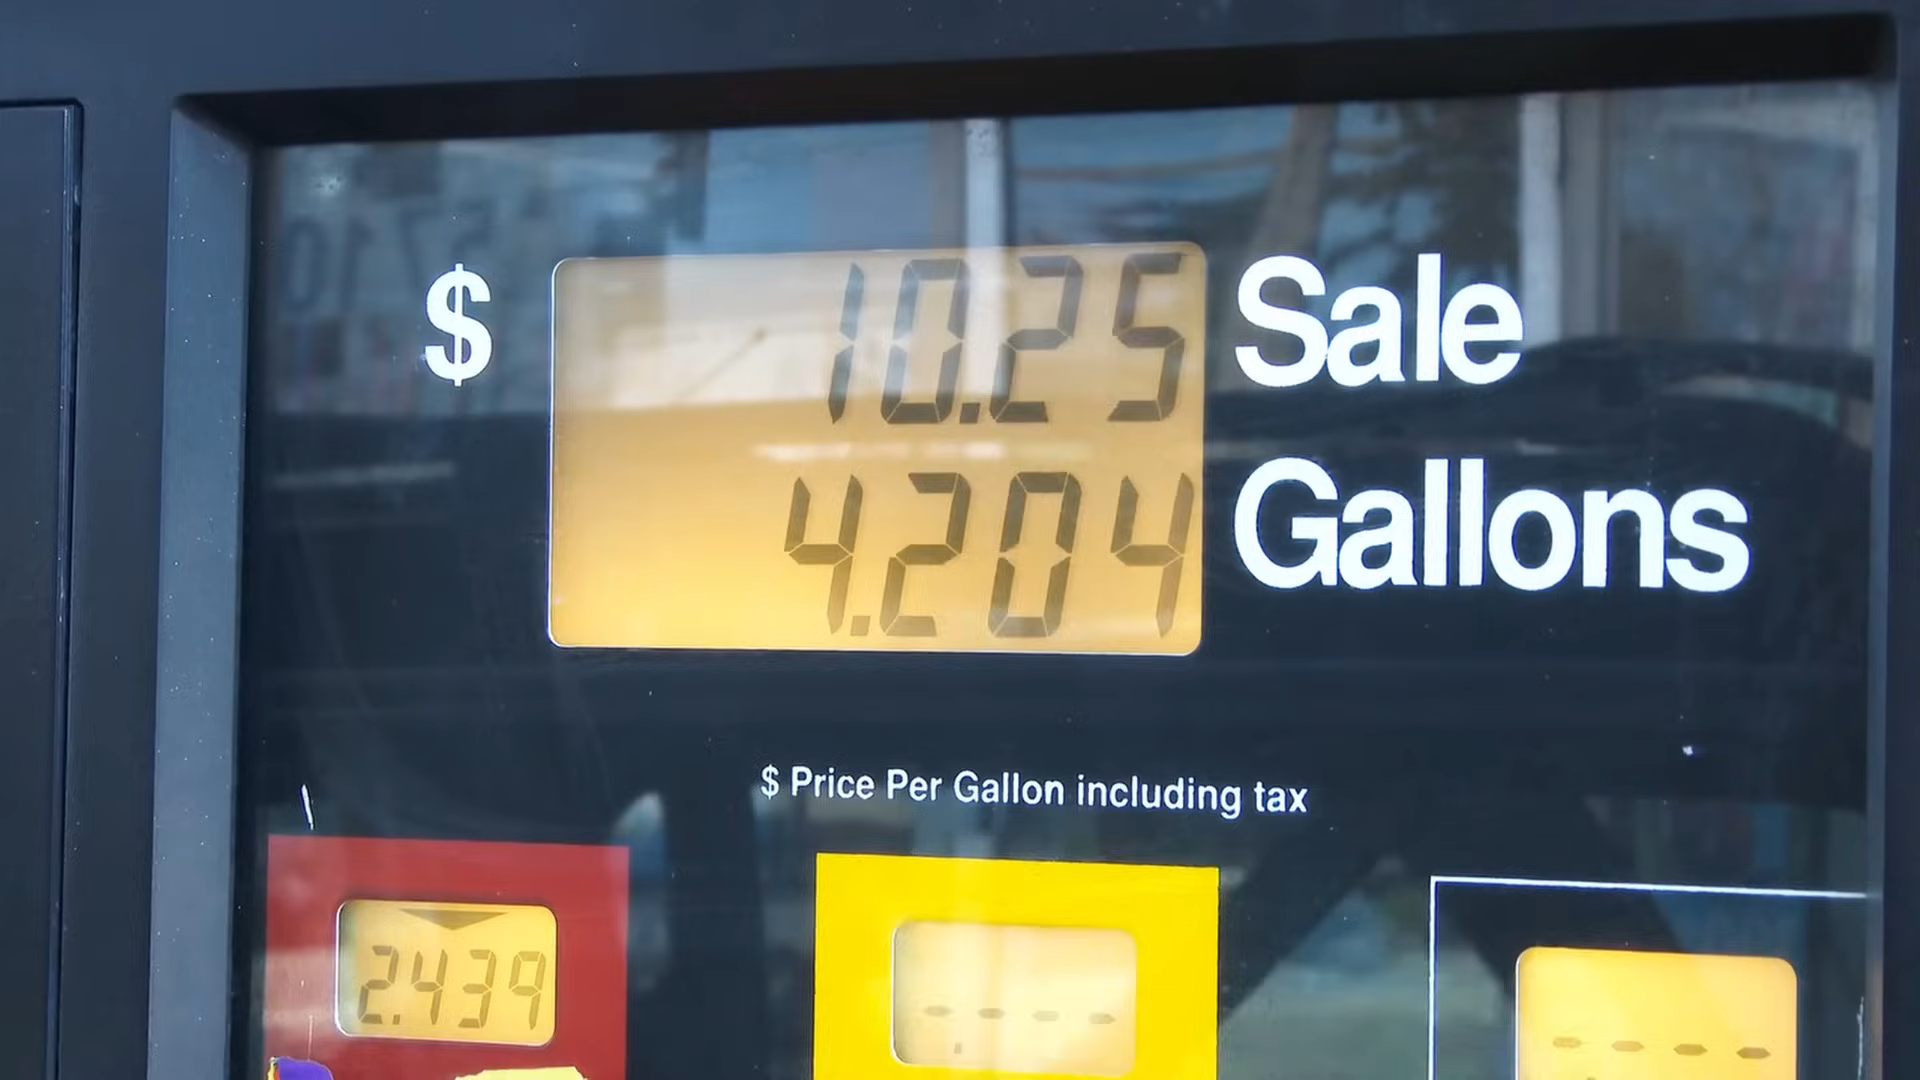 $ 10.25 Sale
4.204 Gallons
$ Price Per Gallon including tax
2.439
- - - -
- - - -